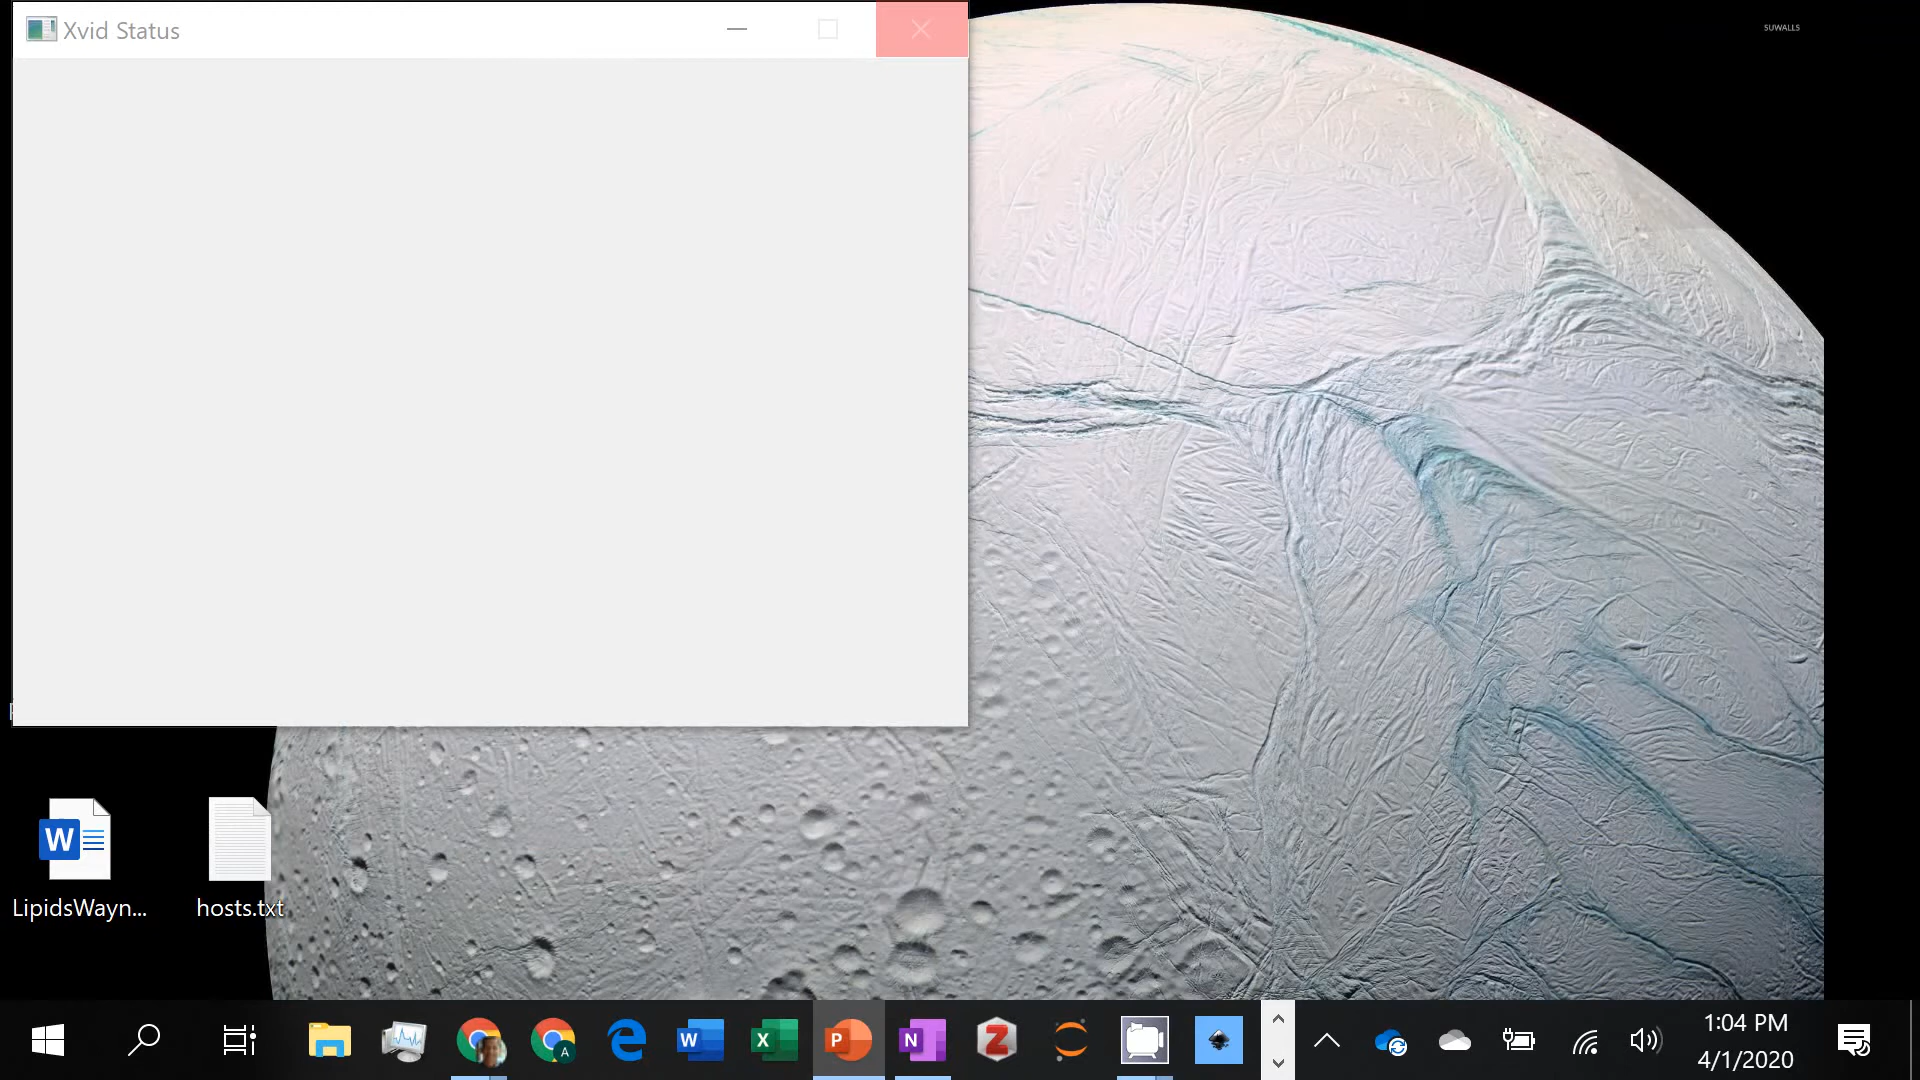 Xvid Status
SUWALLS
W
LipidsWayn...
hosts.txt
A
W
X
P
N
Z
1:04 PM
4/1/2020